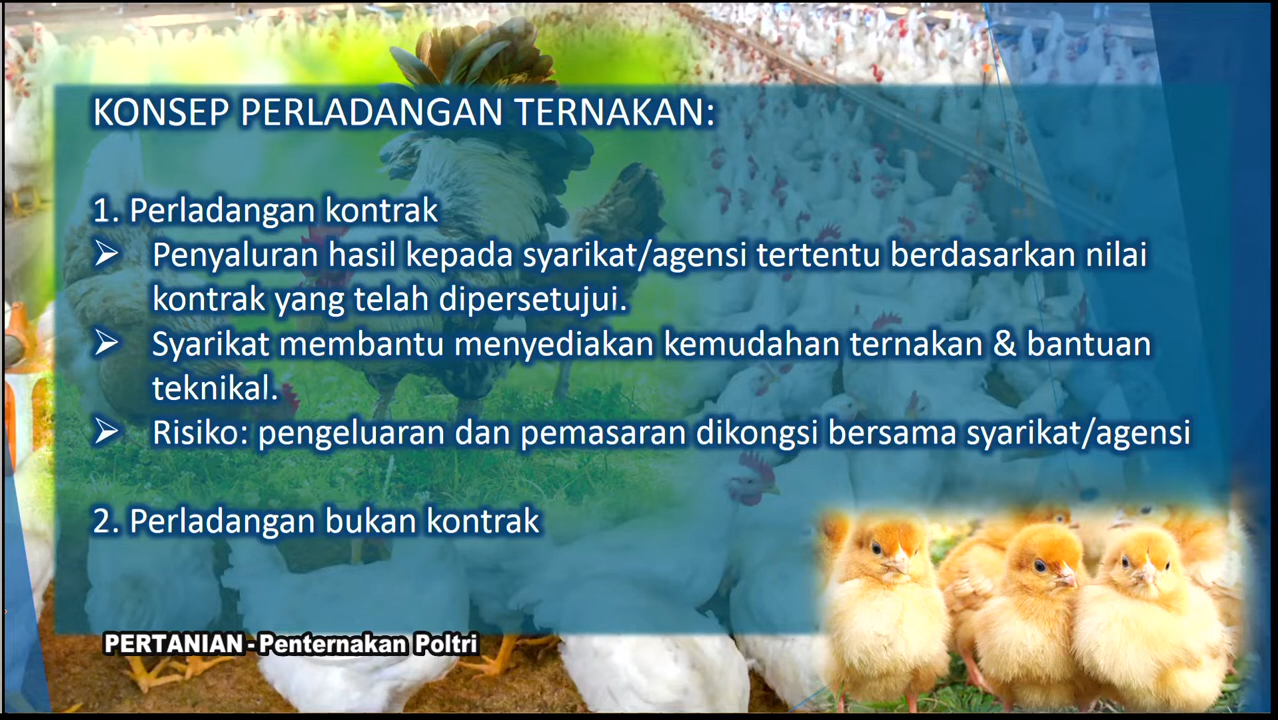 KONSEP PERLADANGAN TERNAKAN:
1. Perladangan kontrak
➢ Penyaluran hasil kepada syarikat/agensi tertentu berdasarkan nilai
kontrak yang telah dipersetujui.
➢ Syarikat membantu menyediakan kemudahan ternakan & bantuan
teknikal.
➢ Risiko: pengeluaran dan pemasaran dikongsi bersama syarikat/agensi
2. Perladangan bukan kontrak
PERTANIAN - Penternakan Poltri